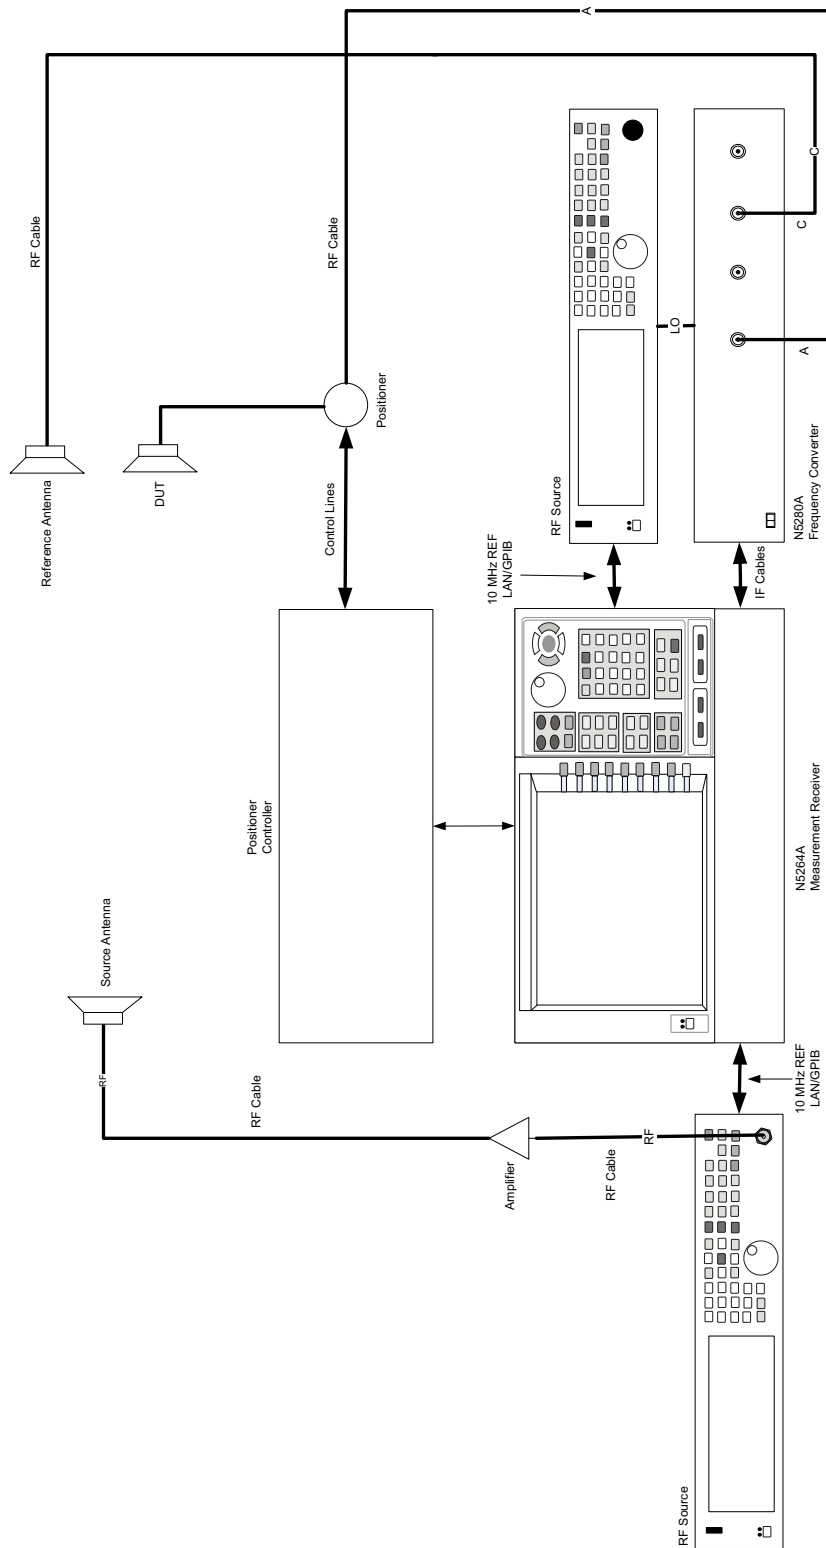 A
RF Cable
RF Cable
C
C
LO
A
Positioner
Reference Antenna
DUT
Control Lines
RF Source
N5280A
Frequency Converter
10 MHz REF
LAN/GPIB
IF Cables
Positioner
Controller
N5264A
Measurement Receiver
Source Antenna
RF
RF Cable
10 MHz REF
LAN/GPIB
RF
RF Cable
Amplifier
RF Source